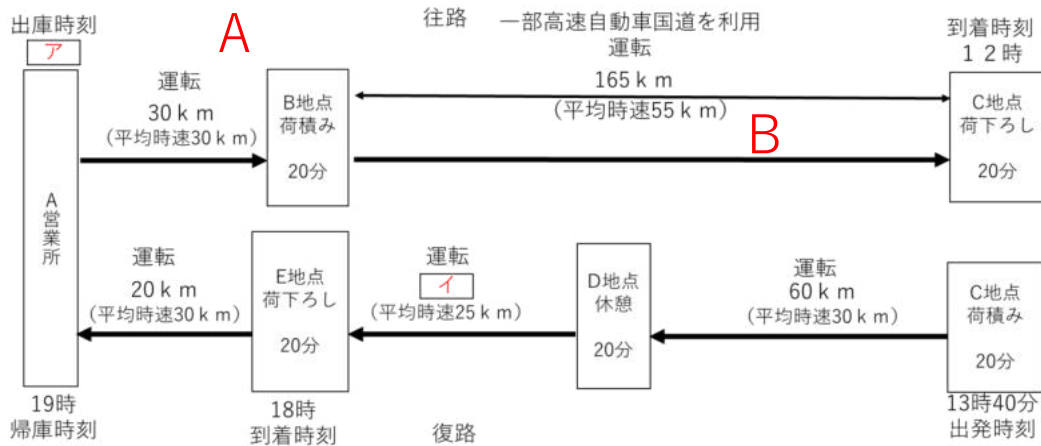 往路
一部高速自動車国道を利用
出庫時刻
ア
A
運転
30ｋｍ
(平均時速30ｋｍ)
B地点
荷積み
20分
運転
165ｋｍ
(平均時速55ｋｍ)
B
到着時刻
１２時
C地点
荷下ろし
20分
A営業所
運転
20ｋｍ
(平均時速30ｋｍ)
E地点
荷下ろし
20分
運転
イ
(平均時速25ｋｍ)
D地点
休憩
20分
運転
60ｋｍ
(平均時速30ｋｍ)
C地点
荷積み
20分
19時
帰庫時刻
18時
到着時刻
復路
13時40分
出発時刻